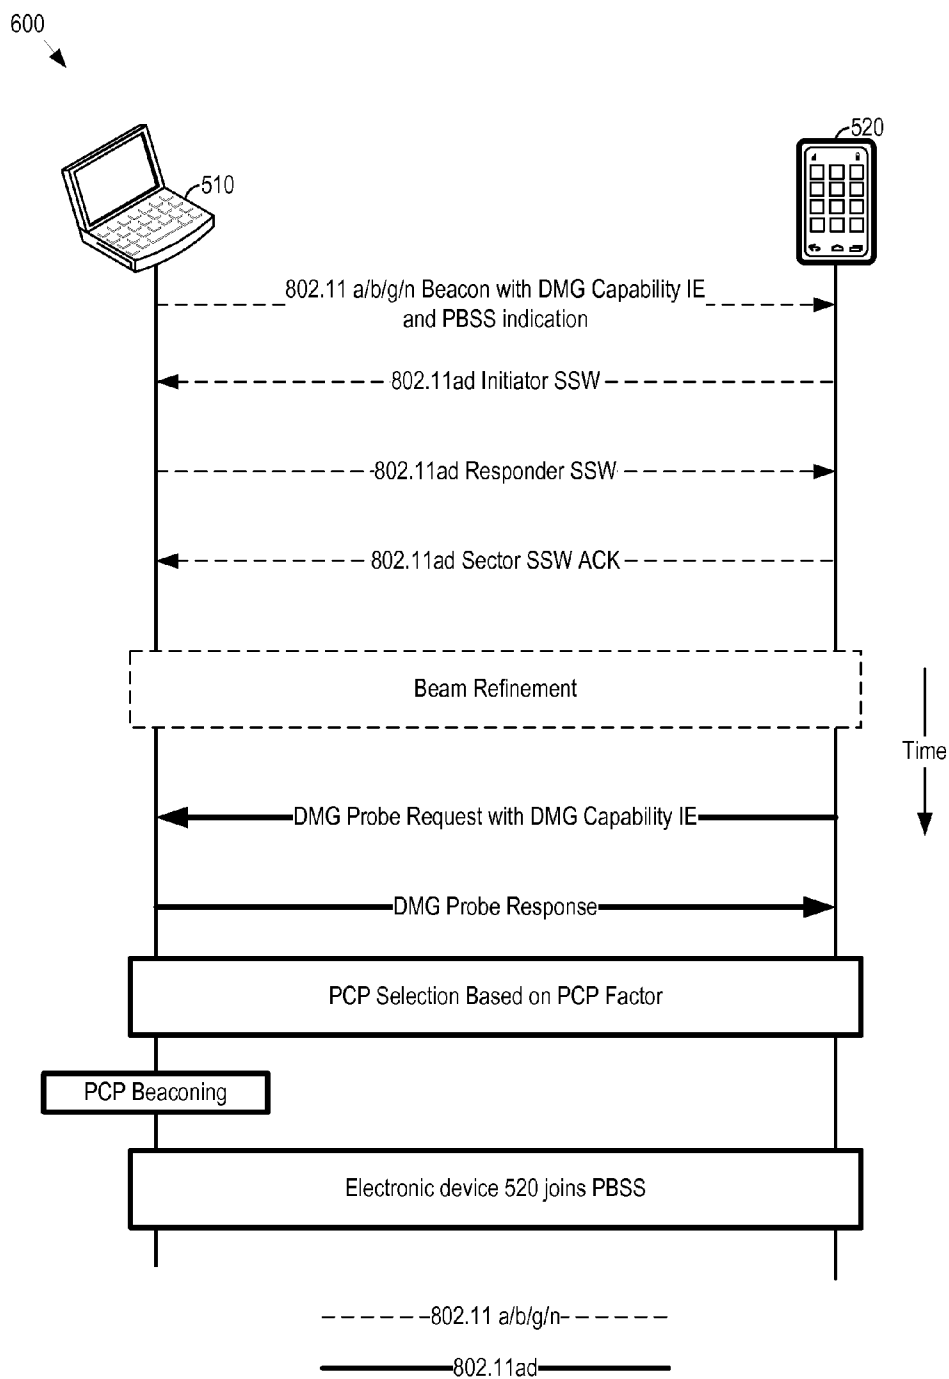 600
520
510
802.11 a/b/g/n Beacon with DMG Capability IE
and PBSS indication
802.11ad Initiator SSW
802.11ad Responder SSW
802.11ad Sector SSW ACK
Beam Refinement
Time
DMG Probe Request with DMG Capability IE
DMG Probe Response
PCP Selection Based on PCP Factor
PCP Beaconing
Electronic device 520 joins PBSS
802.11 a/b/g/n
802.11ad